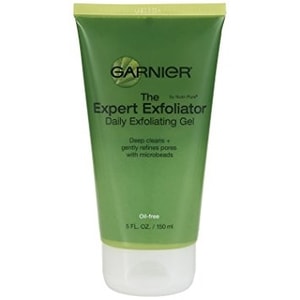 GARNIER
The
Expert Exfoliator
Daily Exfoliating Gel
Deep cleans +
gently refines pores
with microbeads
Oil-free
5 FL. OZ. / 150 ml